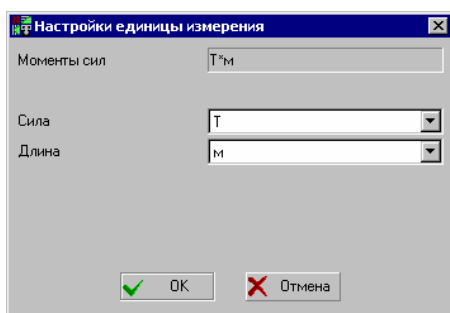 Настройки единицы измерения
Моменты сил Т*м
Сила Т
Длина м
ОК Отмена